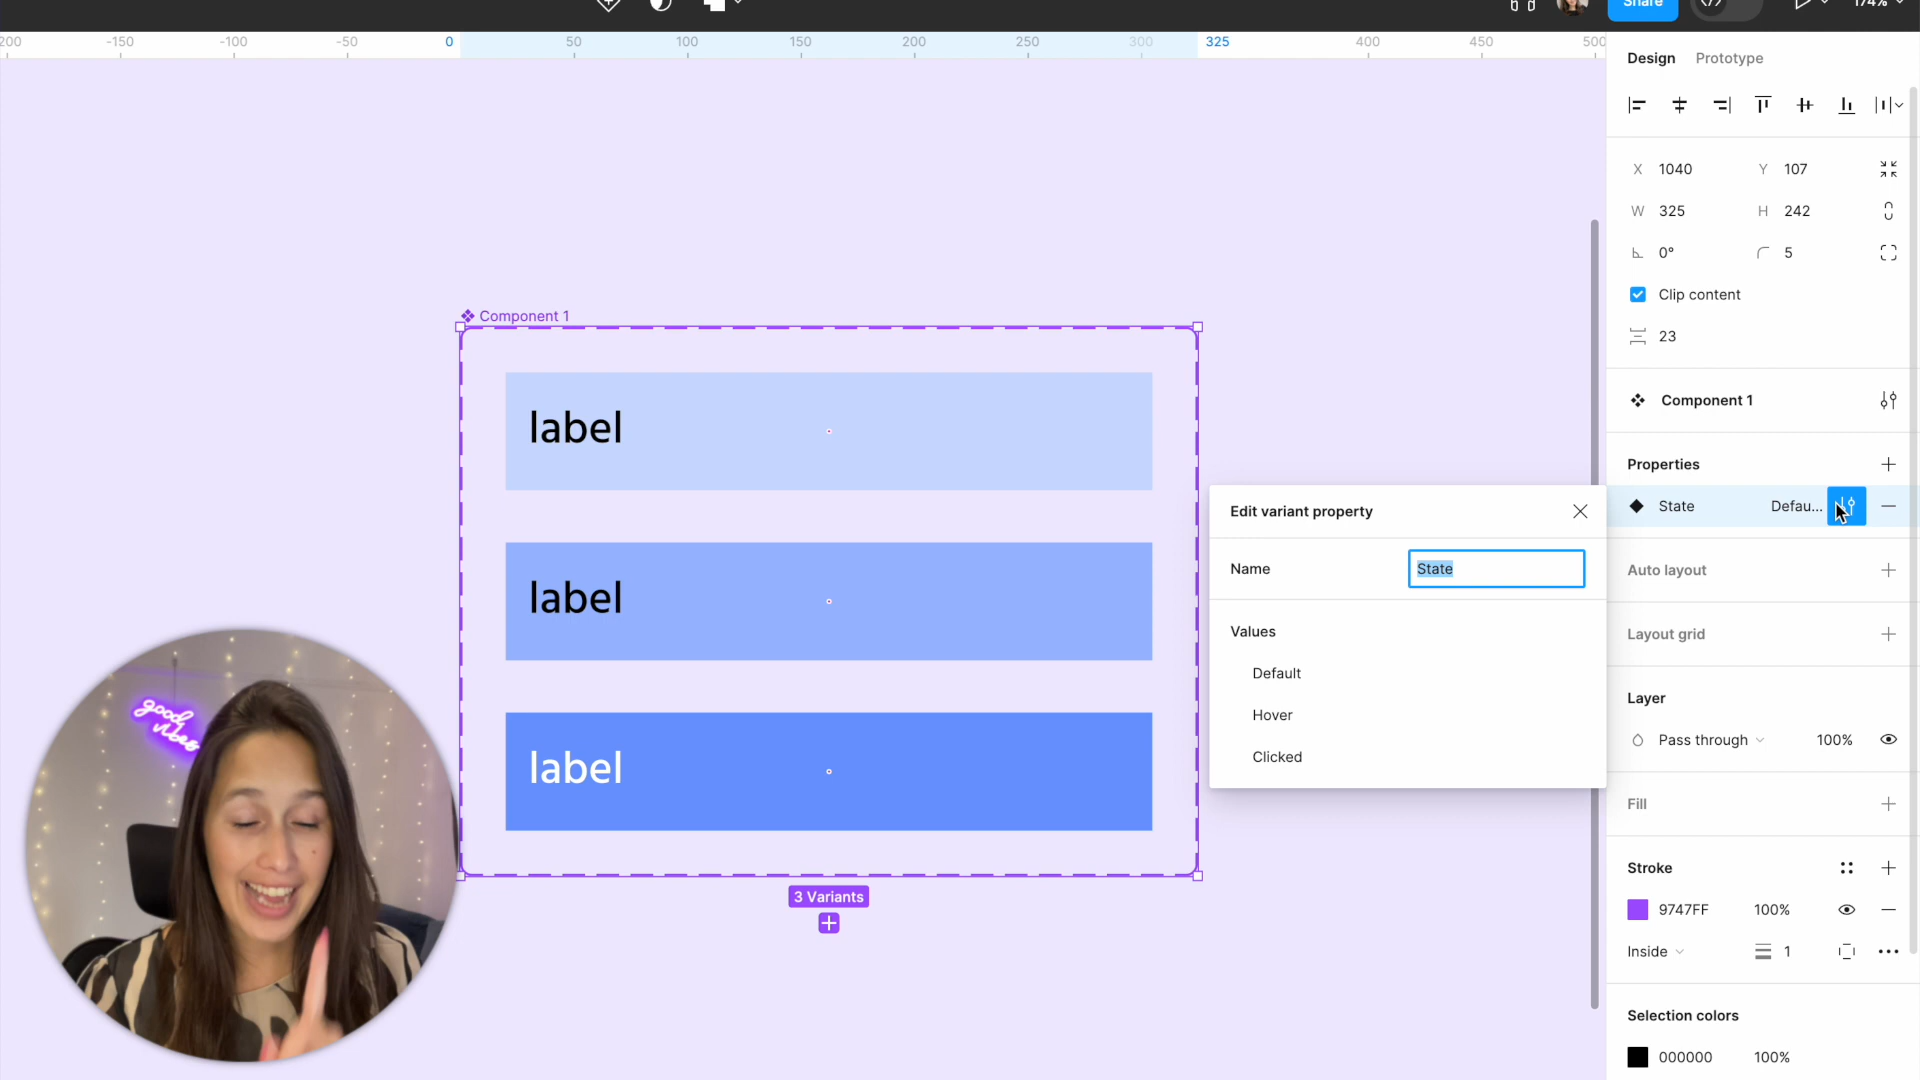 Share
174%
200 -150 -100 -50 0 50 100 150 200 250 300 325 400 450 500
Design Prototype
X 1040 Y 107
W 325 H 242
0° 5
Clip content
23
Component 1
Component 1
label
label
label
3 Variants
Properties
State Defau...
Edit variant property
Name State
Values
Default
Hover
Clicked
Auto layout
Layout grid
Layer
Pass through 100%
Fill
Stroke
9747FF 100%
Inside 1
Selection colors
000000 100%
good
vibes